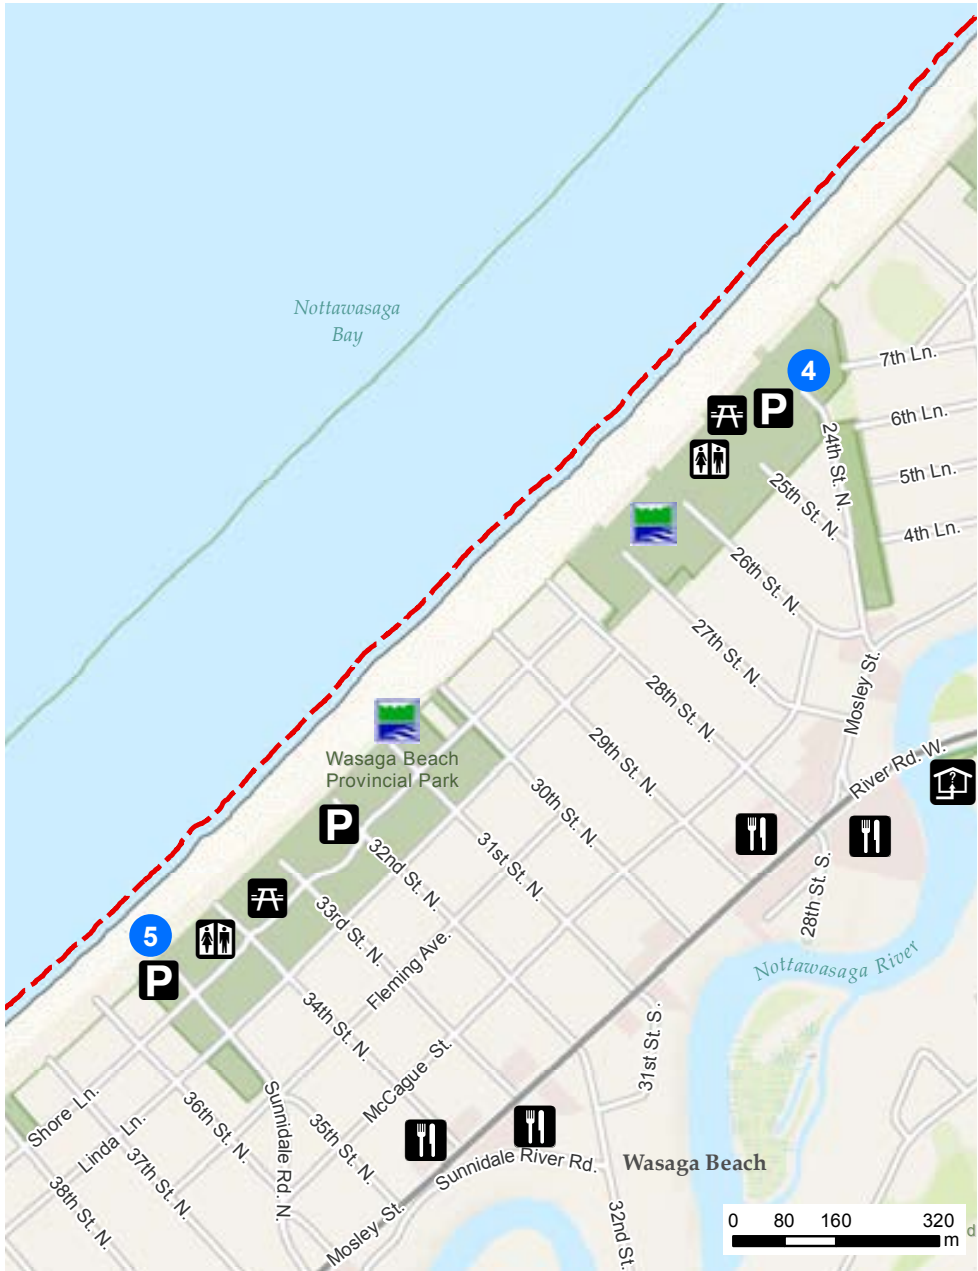 Nottawasaga
Bay
4
7th Ln.
P
6th Ln.
24th St. N.
5th Ln.
25th St. N.
4th Ln.
26th St. N.
27th St. N.
Mosley St.
28th St. N.
29th St. N.
River Rd. W.
Wasaga Beach
Provincial Park
?
30th St. N.
P
31st St. N.
32nd St. N.
28th St. S.
33rd St. N.
5
Fleming Ave.
Nottawasaga River
P
34th St. N.
31st St. S.
McCague St.
Shore Ln.
Linda Ln.
36th St. N.
Sunnidale Rd. N.
35th St. N.
37th St. N.
38th St. N.
Sunnidale River Rd.
Wasaga Beach
Mosley St.
32nd St.
0 80 160 320
m
d